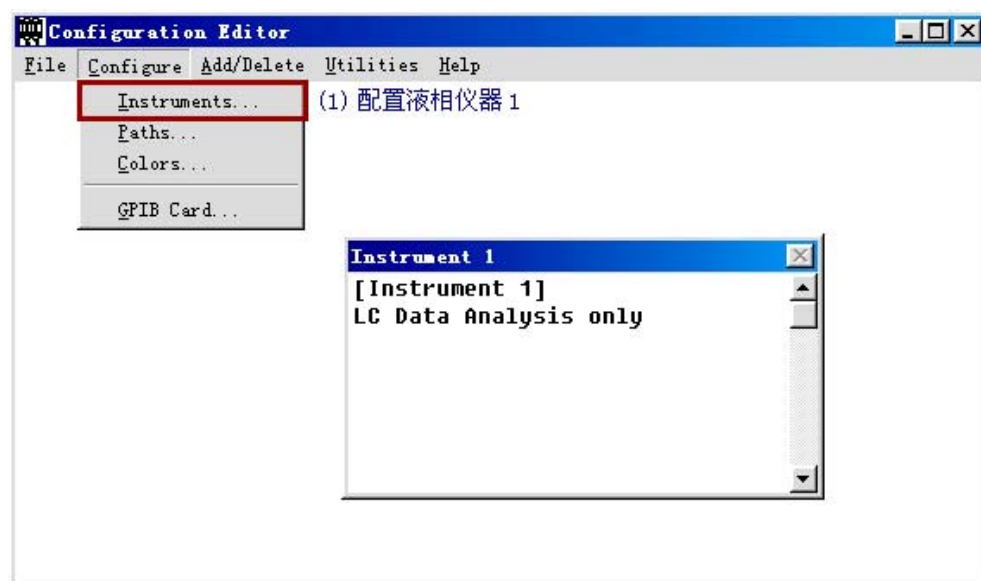 Configuration Editor
File Configure Add/Delete Utilities Help
Instruments...
(1) 配置液相仪器 1
Paths...
Colors...
GPIB Card...
Instrument 1
[Instrument 1]
LC Data Analysis only